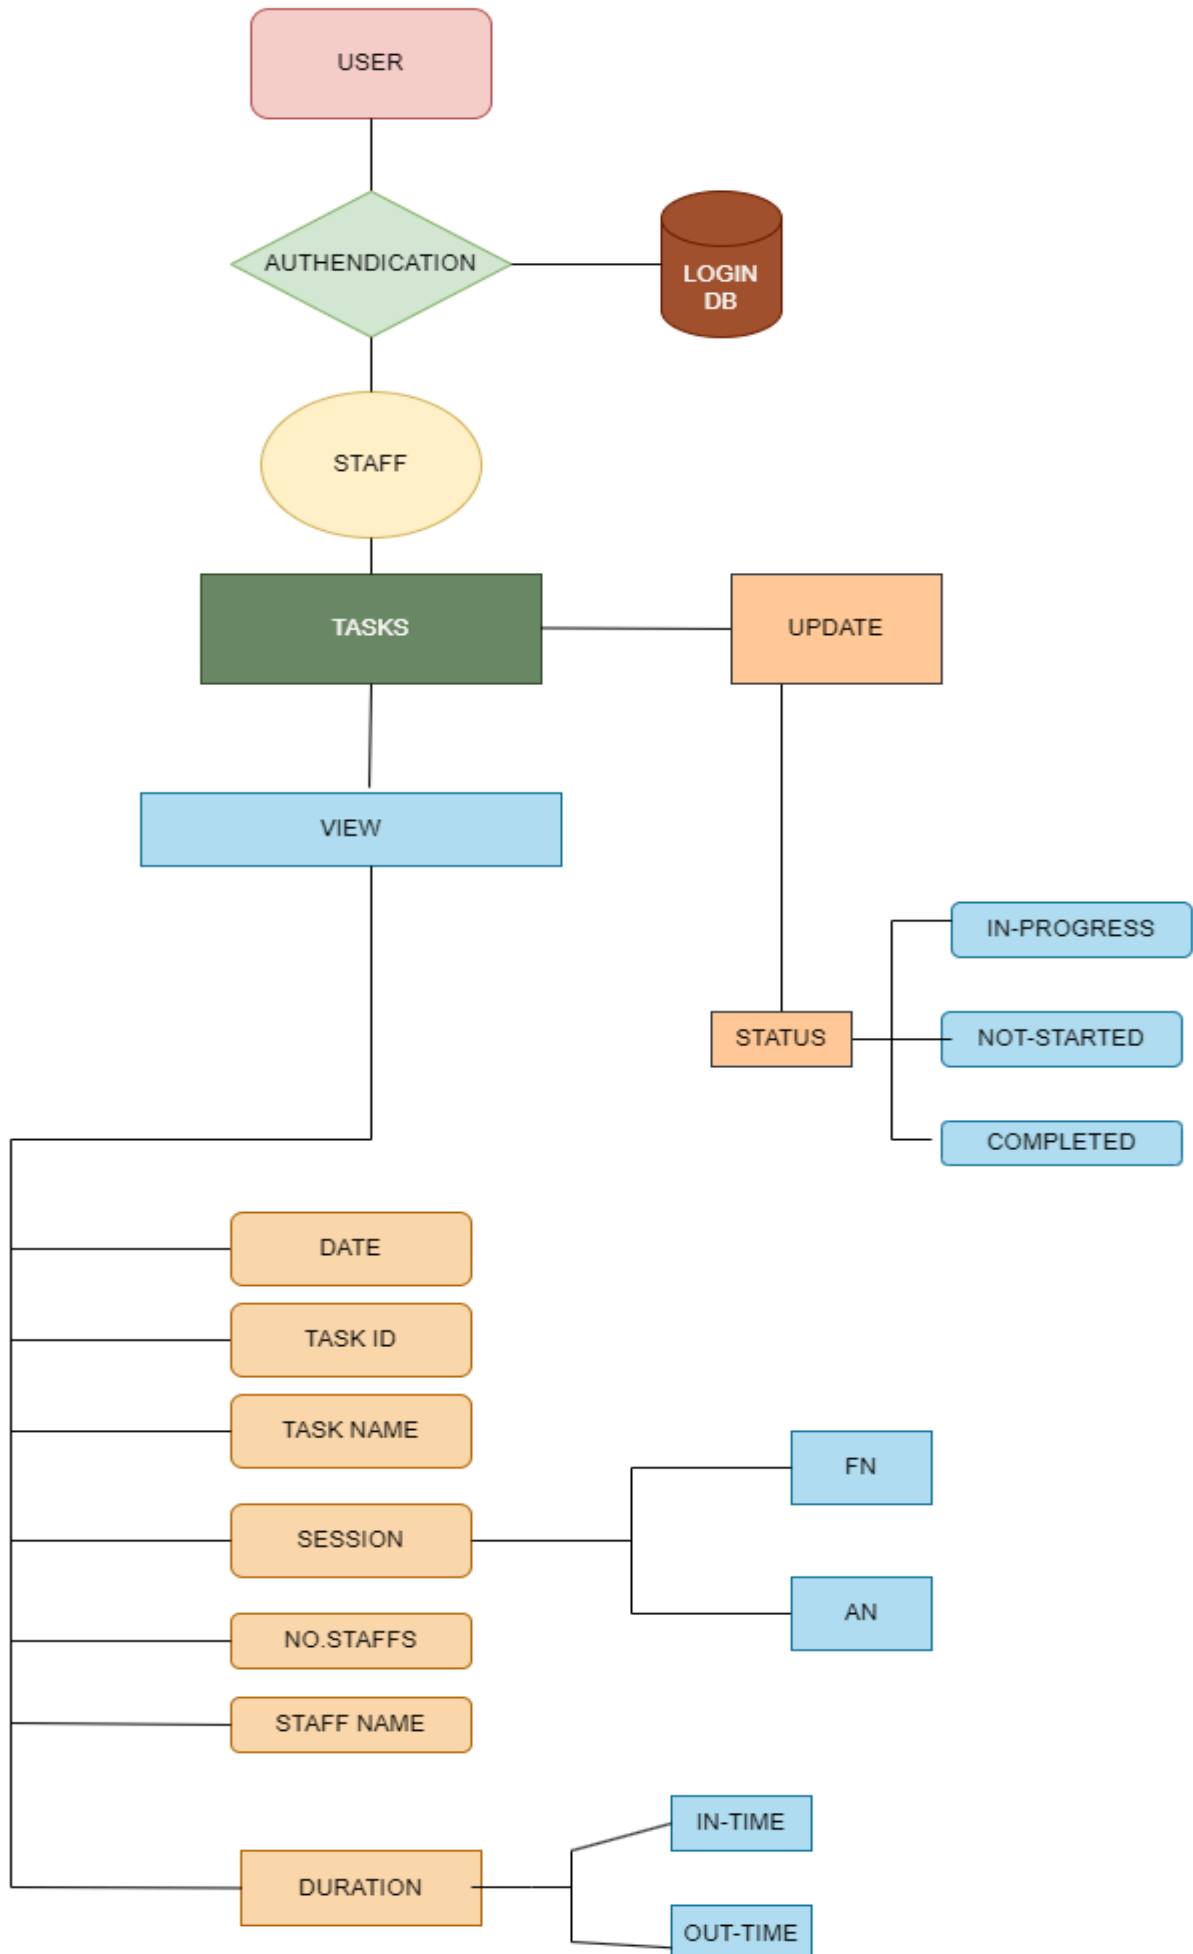 USER
AUTHENDICATION
LOGIN
DB
STAFF
TASKS
UPDATE
VIEW
IN-PROGRESS
STATUS
NOT-STARTED
COMPLETED
DATE
TASK ID
TASK NAME
FN
SESSION
AN
NO.STAFFS
STAFF NAME
IN-TIME
DURATION
OUT-TIME